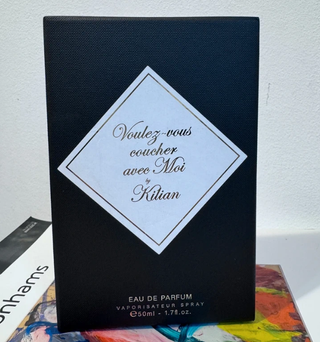 Voulez-vous
coucher
avec Moi
by
Kilian
EAU DE PARFUM
VAPORISATEUR SPRAY
℮50ml - 1,7fl.oz.
onhams